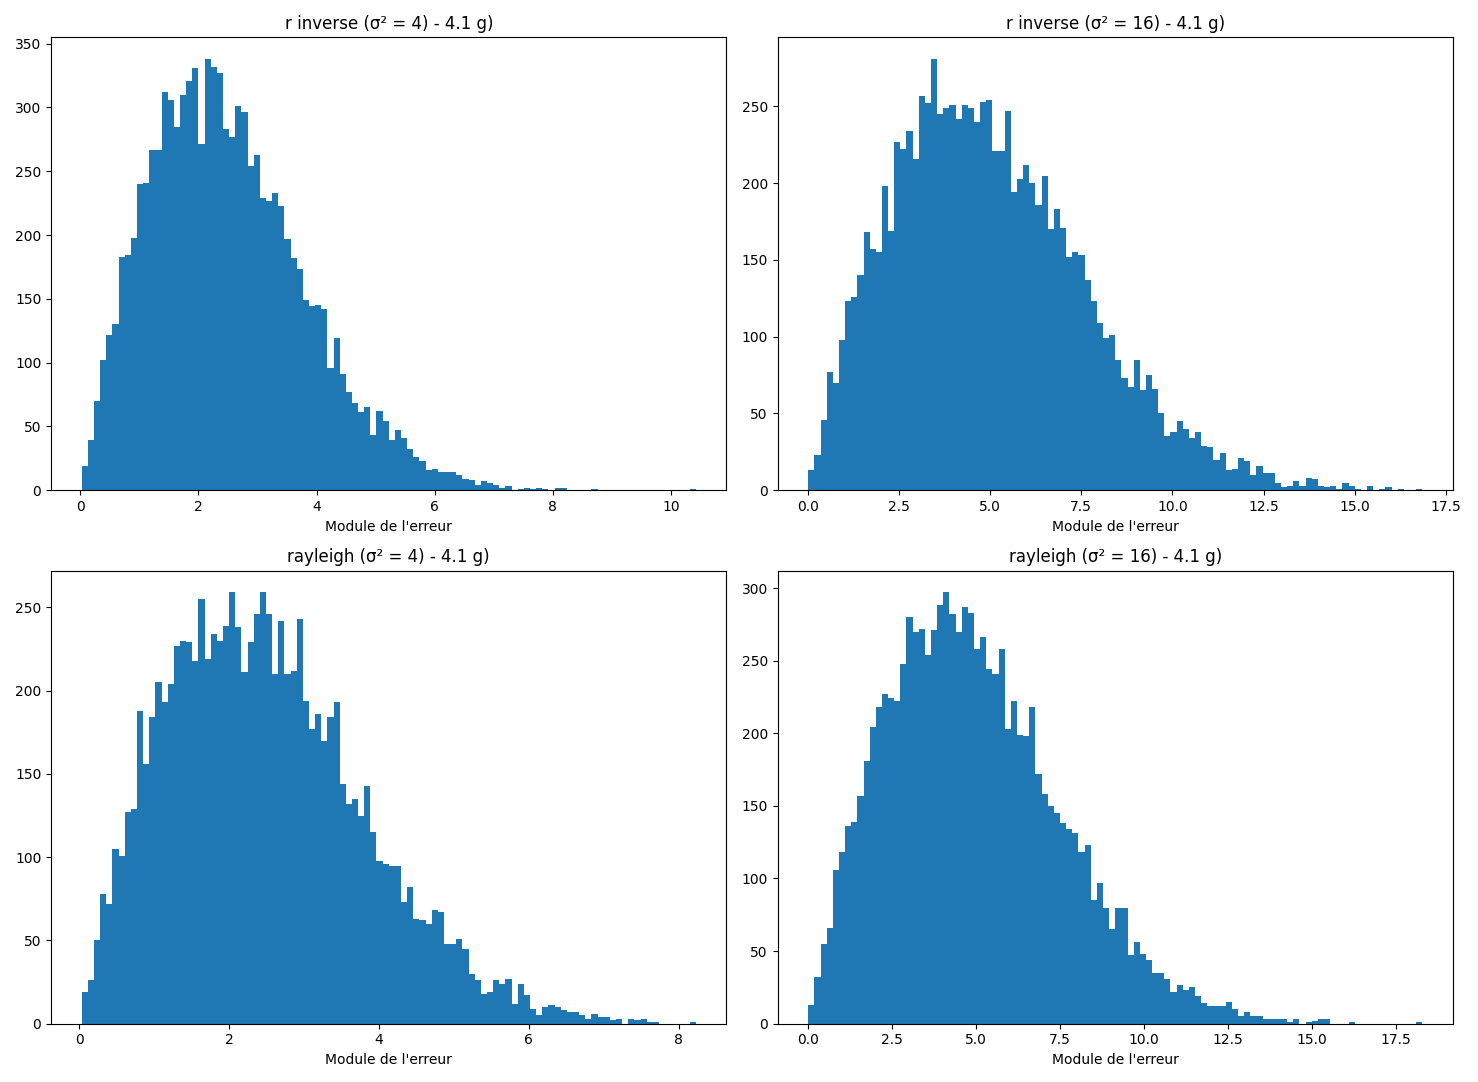 r inverse (σ² = 4) - 4.1 g)
350
300
250
200
150
100
50
0
0 2 4 6 8 10
Module de l'erreur
r inverse (σ² = 16) - 4.1 g)
250
200
150
100
50
0
0.0 2.5 5.0 7.5 10.0 12.5 15.0 17.5
Module de l'erreur
rayleigh (σ² = 4) - 4.1 g)
250
200
150
100
50
0
0 2 4 6 8
Module de l'erreur
rayleigh (σ² = 16) - 4.1 g)
300
250
200
150
100
50
0
0.0 2.5 5.0 7.5 10.0 12.5 15.0 17.5
Module de l'erreur